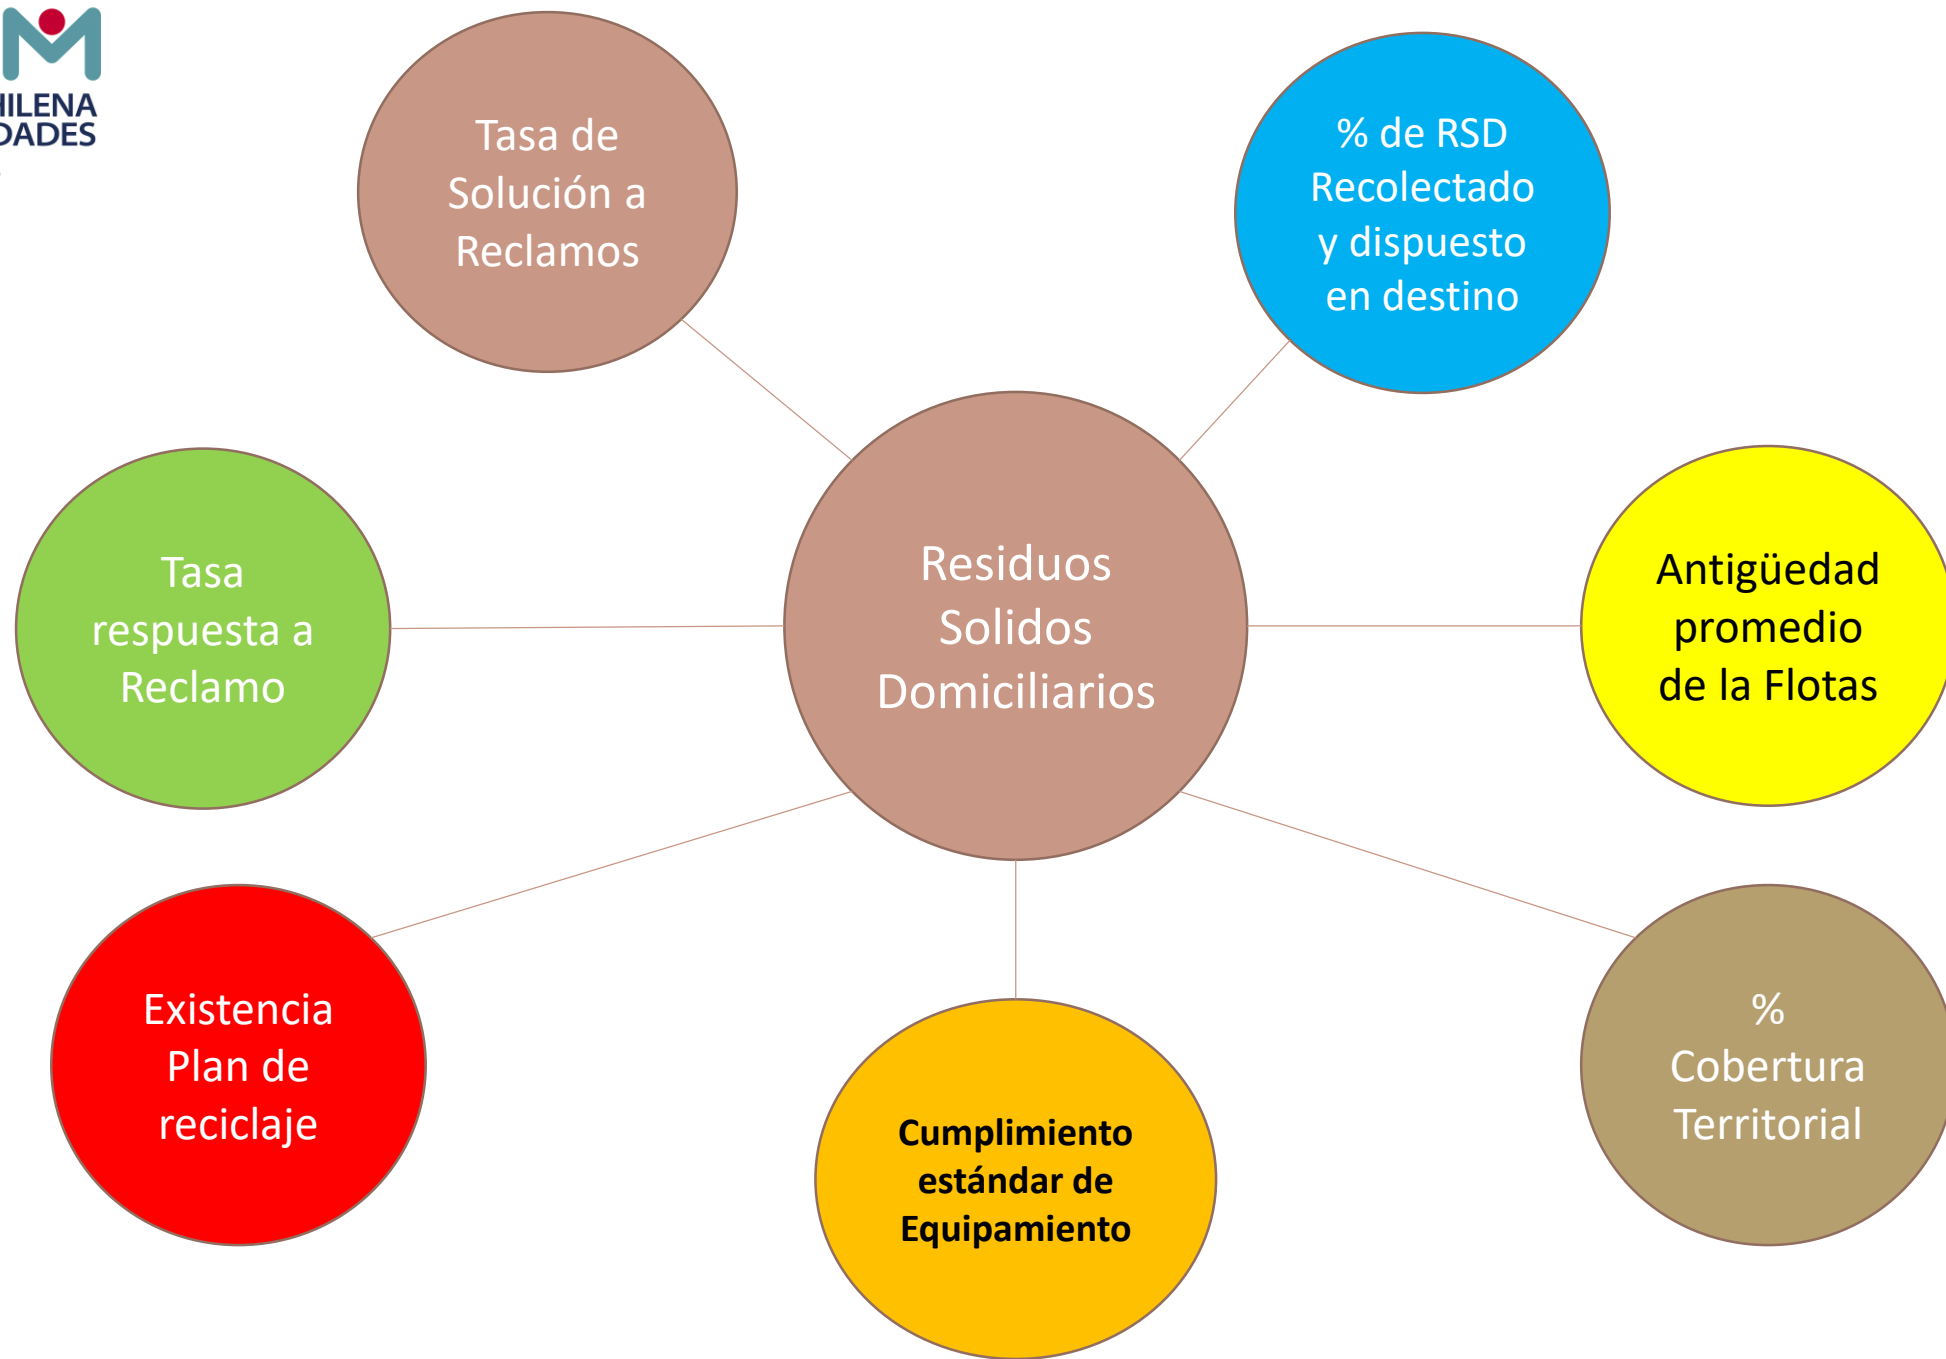 HILENA
DADES
Tasa de
Solución a
Reclamos
% de RSD
Recolectado
y dispuesto
en destino
Tasa
respuesta a
Reclamo
Residuos
Solidos
Domiciliarios
Antigüedad
promedio
de la Flotas
Existencia
Plan de
reciclaje
Cumplimiento
estándar de
Equipamiento
%
Cobertura
Territorial